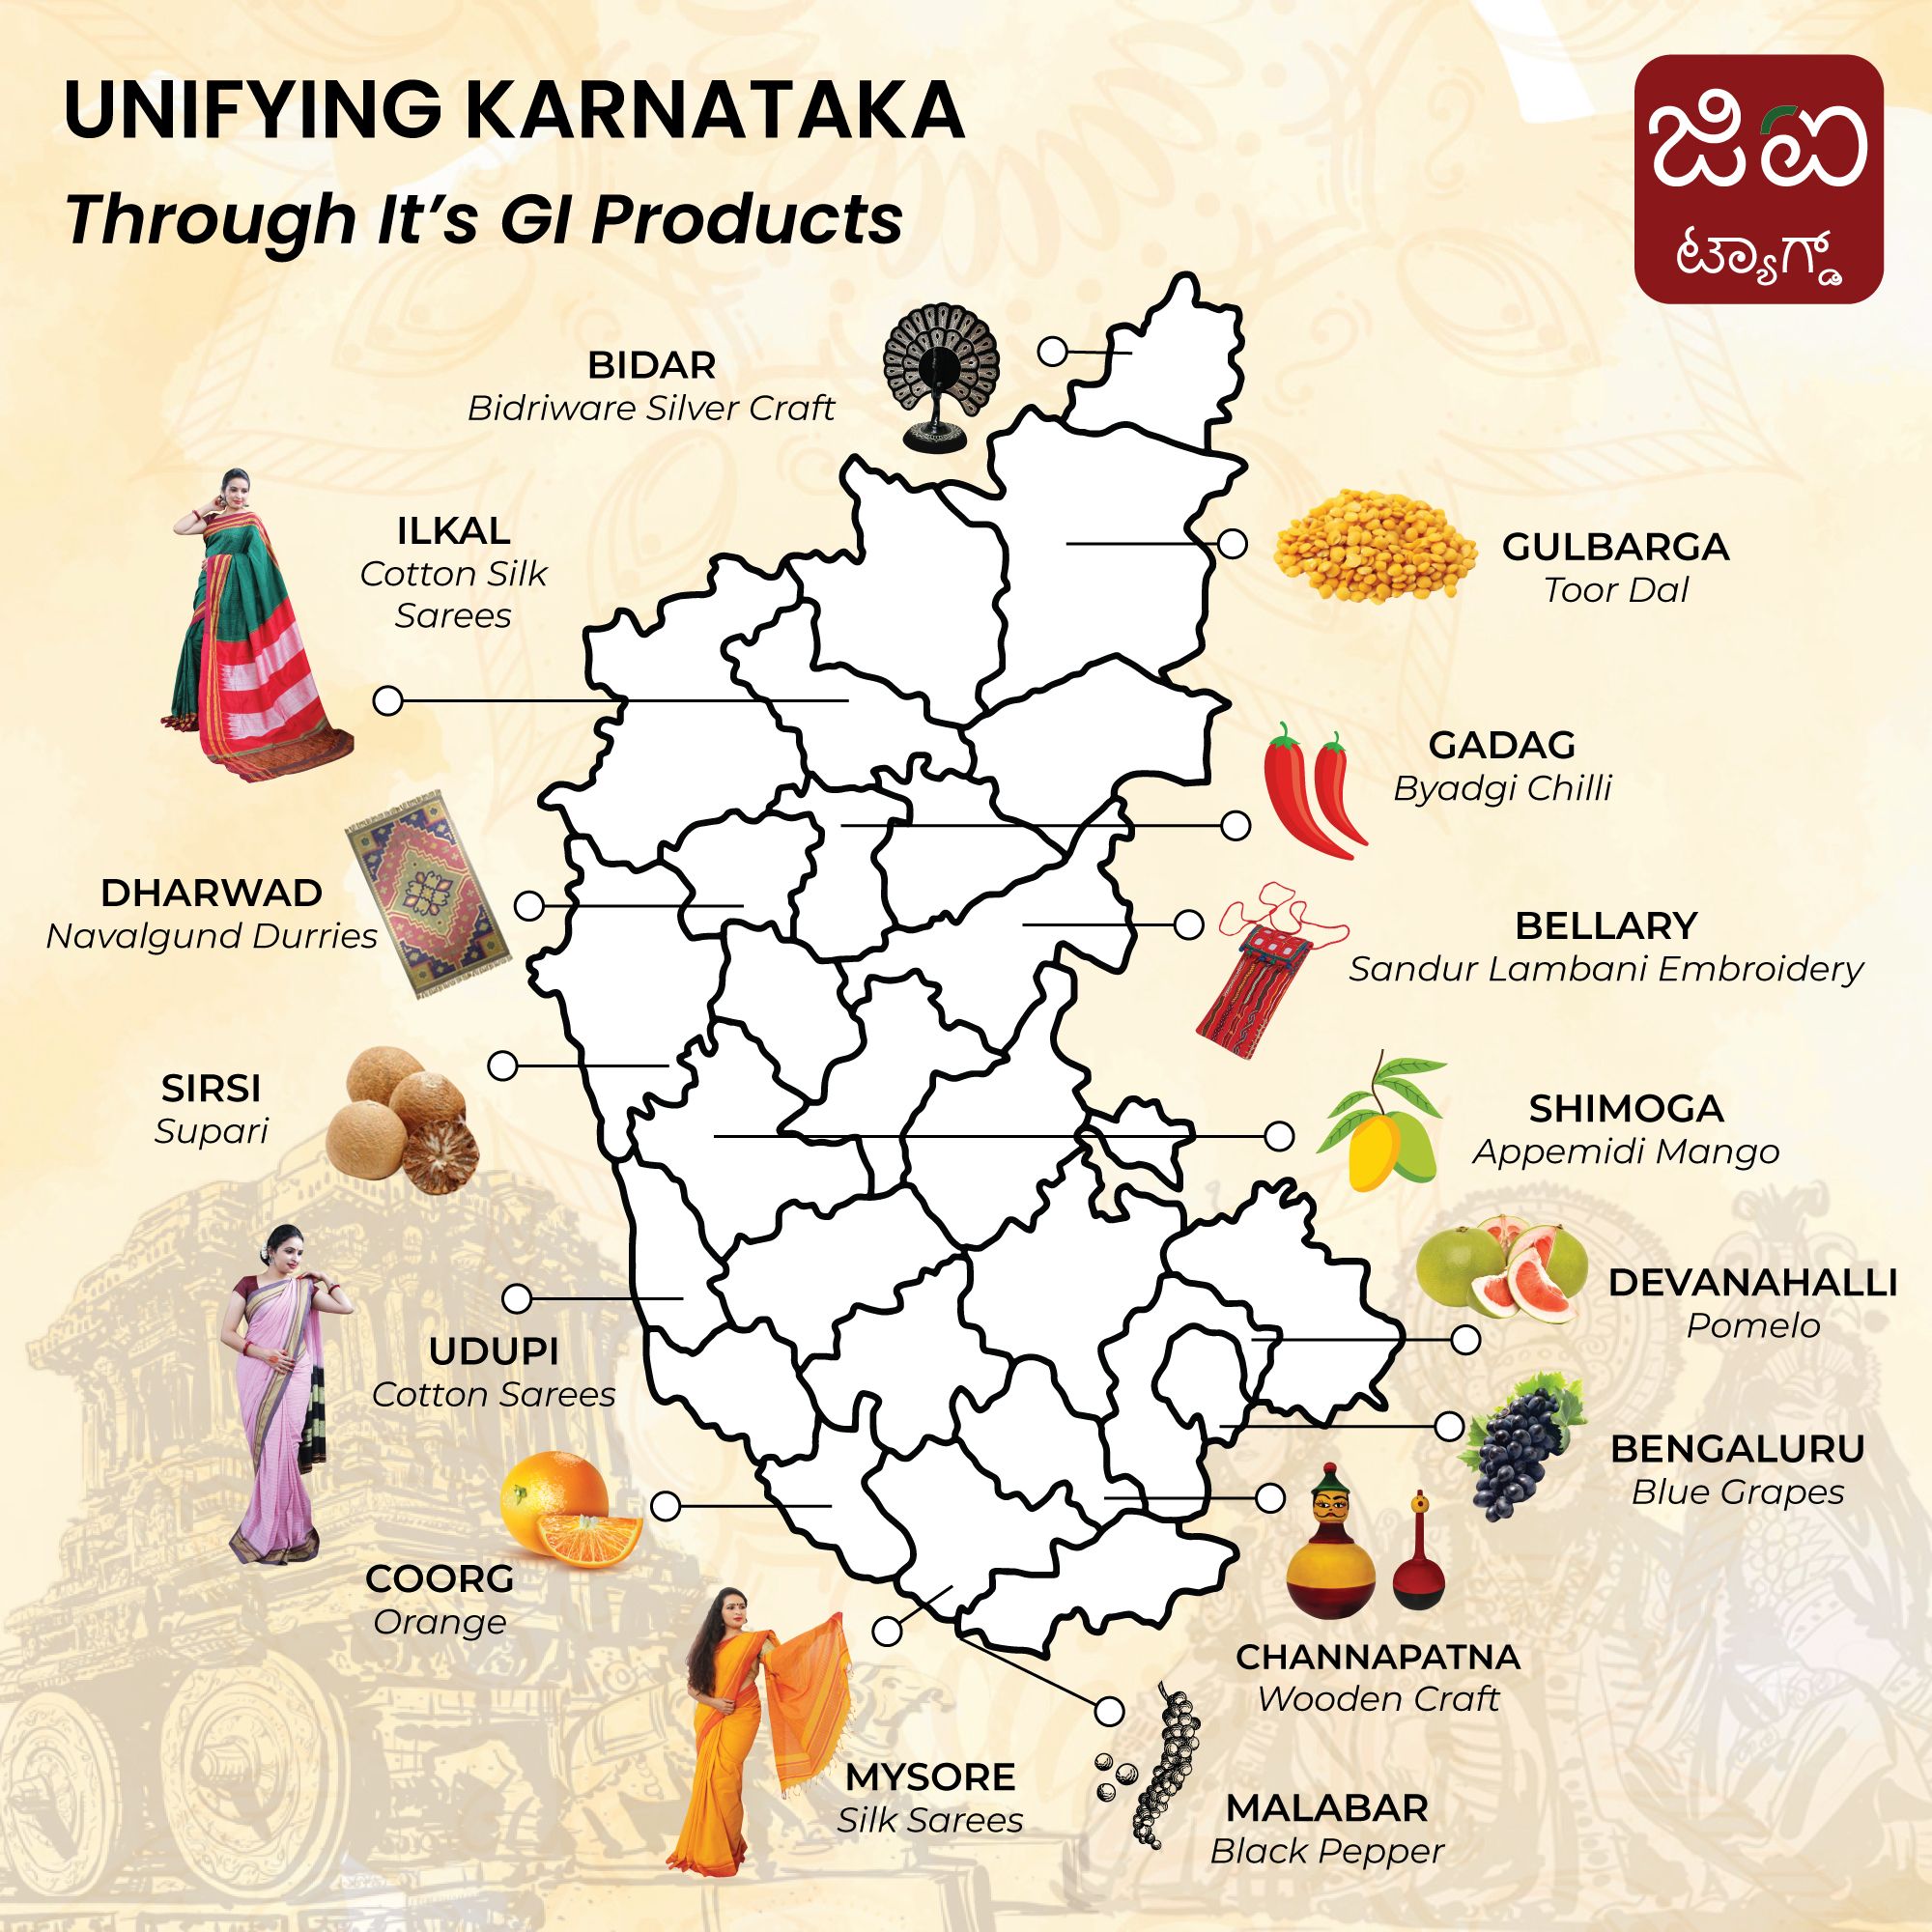 UNIFYING KARNATAKA
Through It's GI Products
ಜಿಐ
ಟ್ಯಾಗ್ಡ್
BIDAR
Bidriware Silver Craft
ILKAL
Cotton Silk
Sarees
GULBARGA
Toor Dal
GADAG
Byadgi Chilli
DHARWAD
Navalgund Durries
BELLARY
Sandur Lambani Embroidery
SIRSI
Supari
SHIMOGA
Appemidi Mango
DEVANAHALLI
Pomelo
UDUPI
Cotton Sarees
BENGALURU
Blue Grapes
COORG
Orange
CHANNAPATNA
Wooden Craft
MYSORE
Silk Sarees
MALABAR
Black Pepper